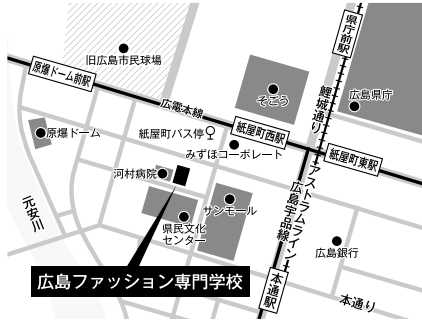 県庁前駅
旧広島市民球場
原爆ドーム前駅
鯉城通り
そごう
広島県庁
広電本線
紙屋町バス停
紙屋町西駅
原爆ドーム
みずほコーポレート
紙屋町東駅
河村病院
アストラムライン
広島宇品線
元安川
サンモール
県民文化
センター
広島銀行
広島ファッション専門学校
本通駅
本通り